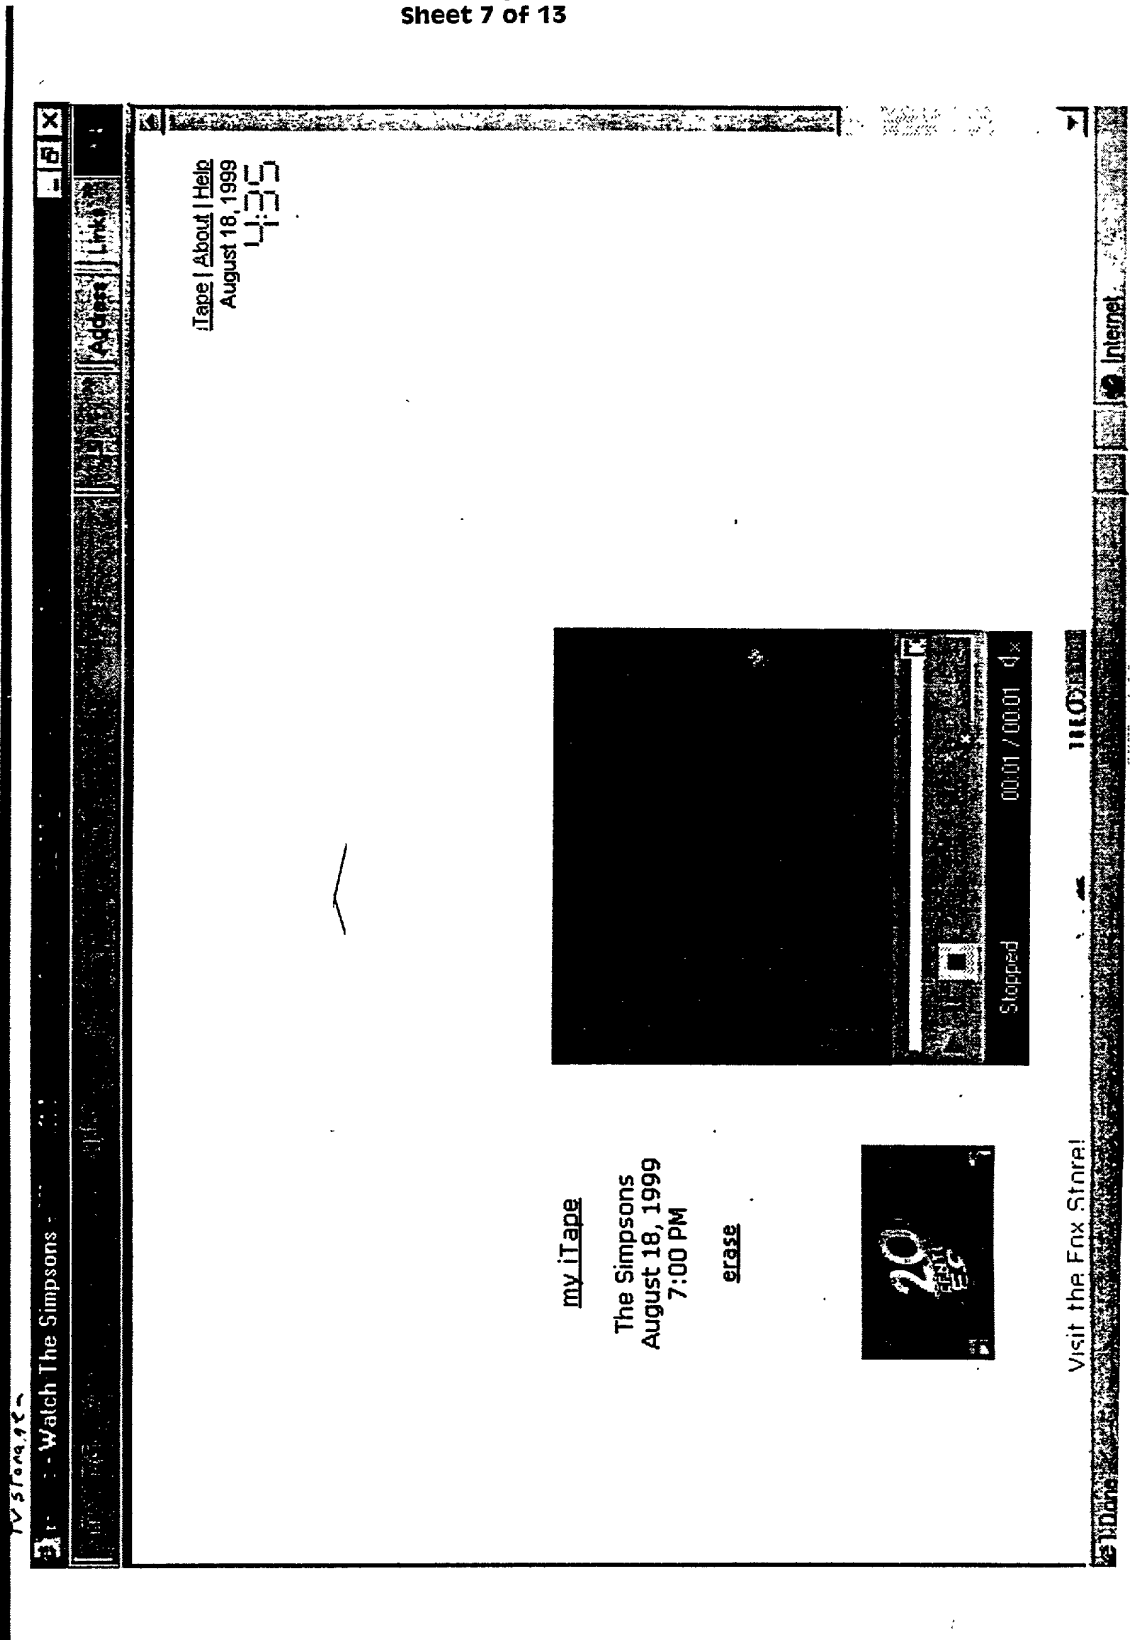 Sheet 7 of 13
- Watch The Simpsons -
Address
Links
iTape | About | Help
August 18, 1999
4:35
my iTape
The Simpsons
August 18, 1999
7:00 PM
erase
20
Stopped
00:01 / 00:01
Visit the Fox Store!
Done
Internet